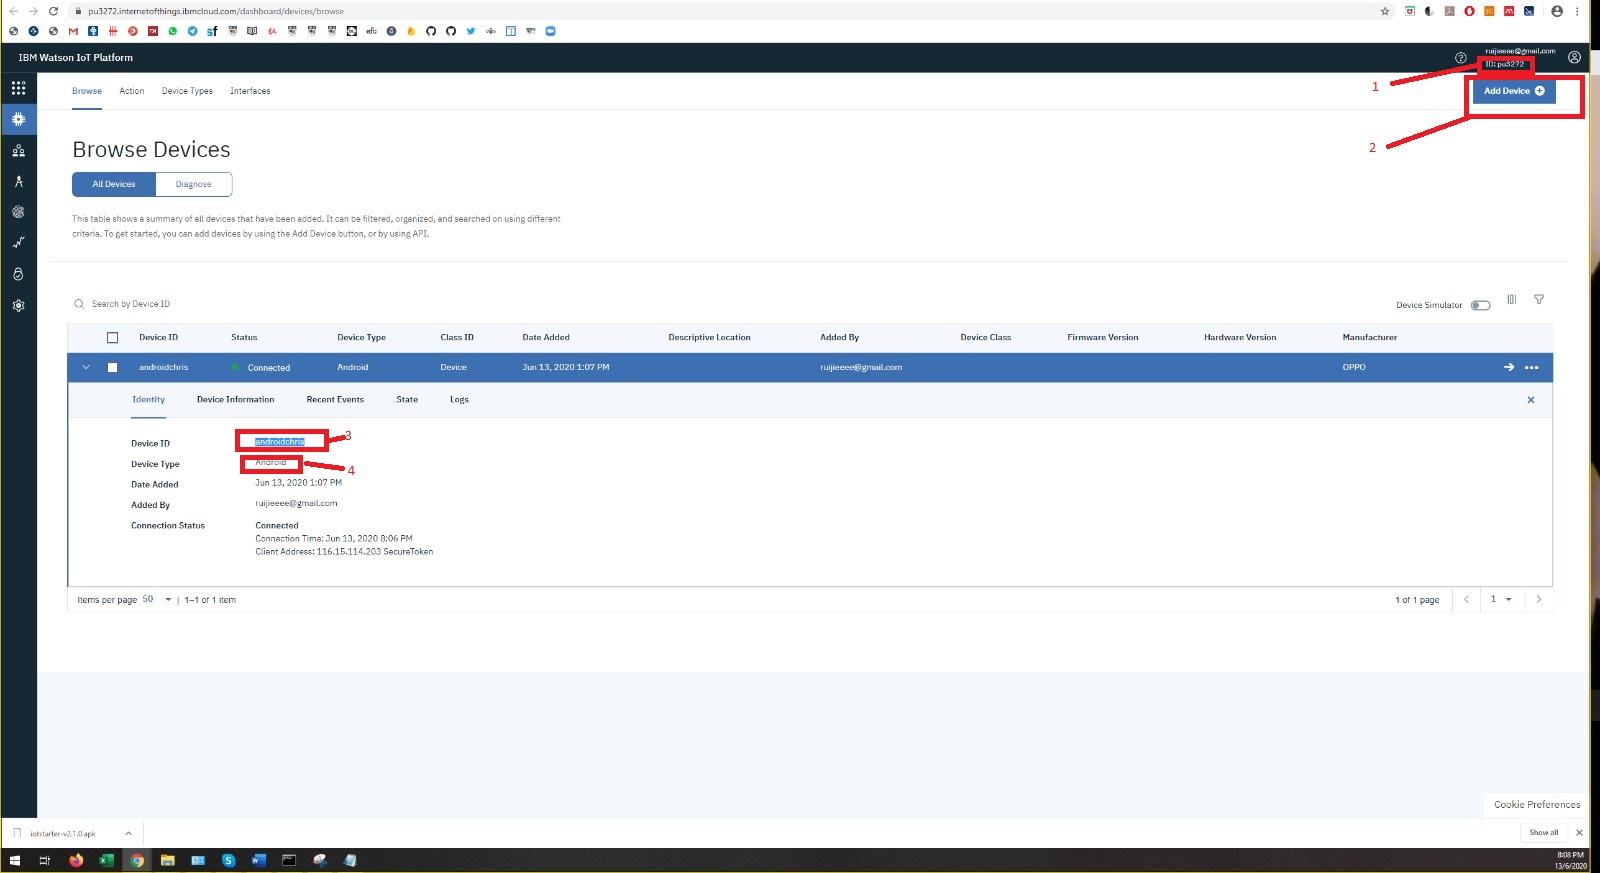 pu3272.internetofthings.ibmcloud.com/dashboard/devices/browse
IBM Watson IoT Platform
ruijieeee@gmail.com
ID: pu3272
1
Browse Action Device Types Interfaces
Add Device
2
Browse Devices
All Devices Diagnose
This table shows a summary of all devices that have been added. It can be filtered, organized, and searched on using different
criteria. To get started, you can add devices by using the Add Device button, or by using API.
Search by Device ID
Device Simulator
Device ID Status Device Type Class ID Date Added Descriptive Location Added By Device Class Firmware Version Hardware Version Manufacturer
androidchris Connected Android Device Jun 13, 2020 1:07 PM ruijieeee@gmail.com OPPO
Identity Device Information Recent Events State Logs
Device ID androidchris 3
Device Type Android 4
Date Added Jun 13, 2020 1:07 PM
Added By ruijieeee@gmail.com
Connection Status Connected
Connection Time: Jun 13, 2020 8:06 PM
Client Address: 116.15.114.203 SecureToken
Items per page 50 | 1–1 of 1 item
1 of 1 page 1
Cookie Preferences
iotstarter-v2.1.0.apk
Show all
8:08 PM
13/6/2020